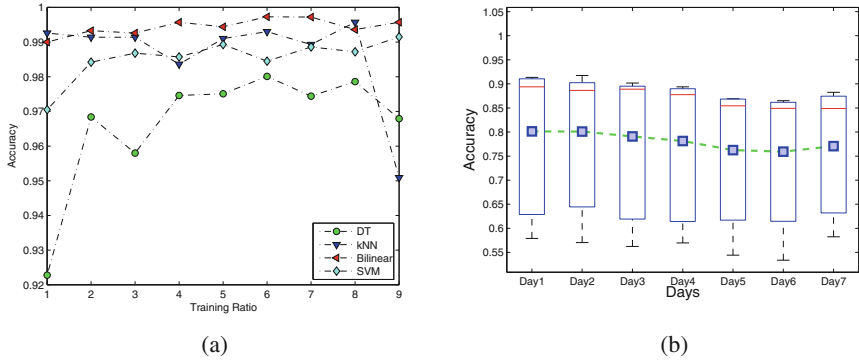 1
0.99
0.98
0.97
0.96
0.95
0.94
0.93
0.92
Accuracy
1 2 3 4 5 6 7 8 9
Training Ratio
DT
kNN
Bilinear
SVM
(a)
1.05
1
0.95
0.9
0.85
0.8
0.75
0.7
0.65
0.6
0.55
Accuracy
Day1 Day2 Day3 Day4 Day5 Day6 Day7
Days
(b)